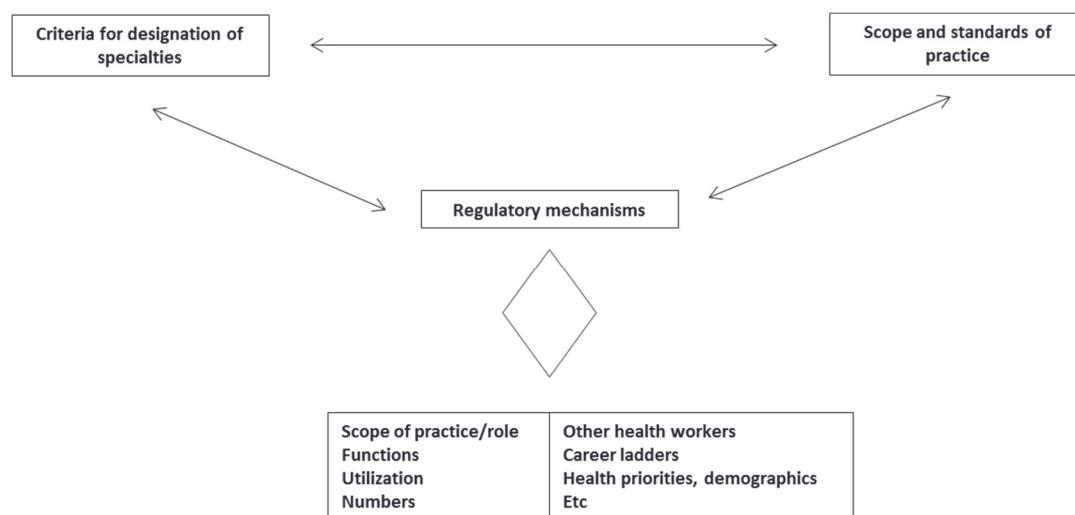 Criteria for designation of
specialties
Scope and standards of
practice
Regulatory mechanisms
Scope of practice/role
Functions
Utilization
Numbers
Other health workers
Career ladders
Health priorities, demographics
Etc